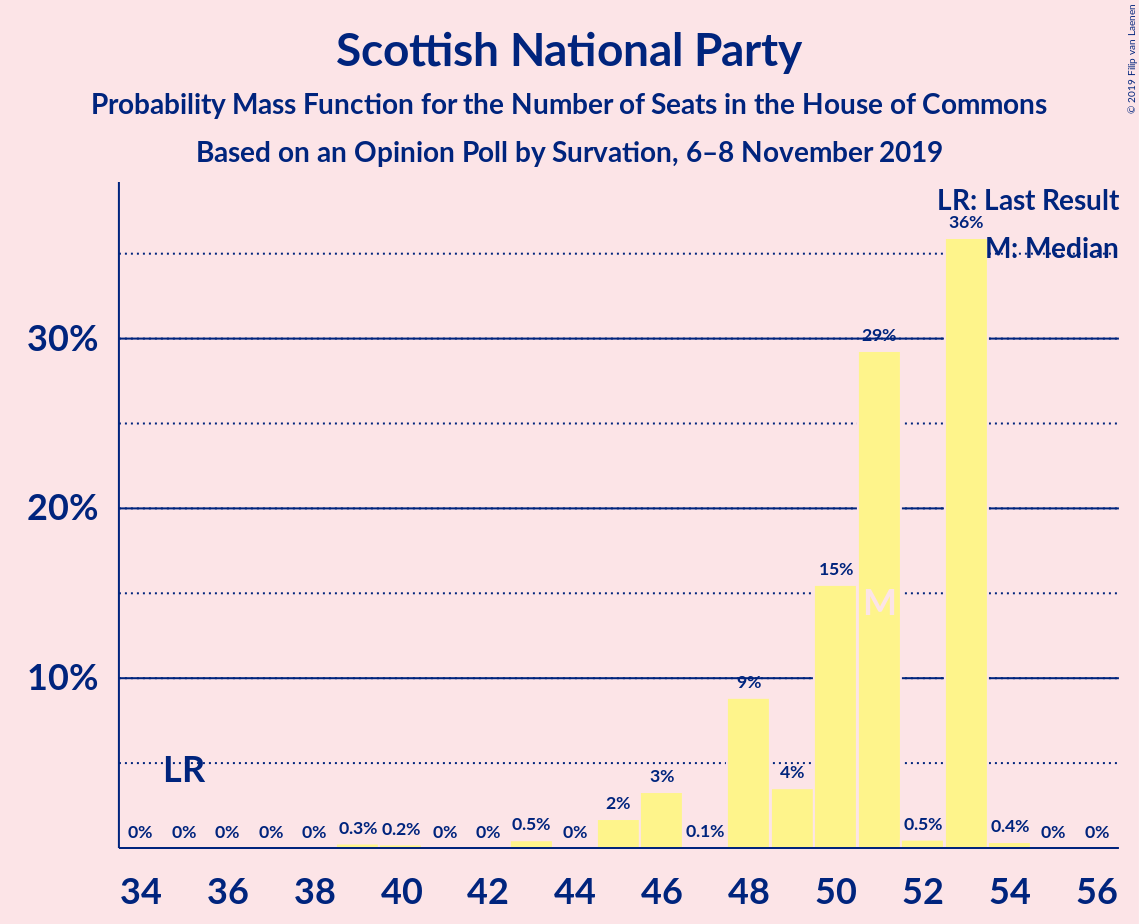 Scottish National Party
Probability Mass Function for the Number of Seats in the House of Commons
Based on an Opinion Poll by Survation, 6–8 November 2019
© 2019 Filip van Laenen
LR: Last Result
M: Median
30%
20%
10%
LR
M
0% 0% 0% 0% 0% 0.3% 0.2% 0% 0% 0.5% 0% 2% 3% 0.1% 9% 4% 15% 29% 0.5% 36% 0.4% 0% 0%
34 36 38 40 42 44 46 48 50 52 54 56